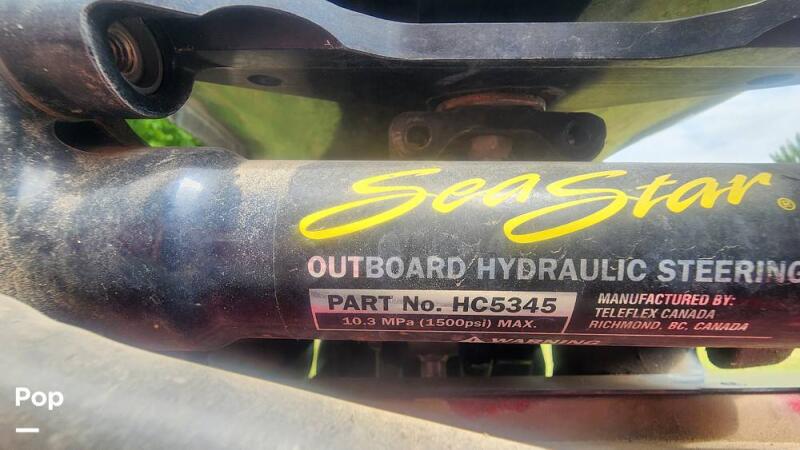 SeaStar®
OUTBOARD HYDRAULIC STEERING
PART No. HC5345
10.3 MPa (1500psi) MAX.
MANUFACTURED BY:
TELEFLEX CANADA
RICHMOND, BC, CANADA
⚠ WARNING
Pop